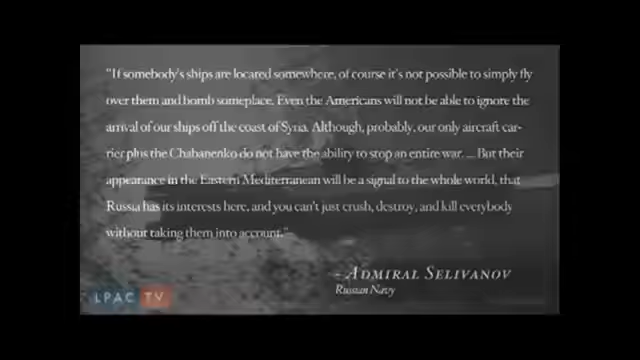 "If somebody's ships are located somewhere, of course it's not possible to simply fly
over them and bomb someplace. Even the Americans will not be able to ignore the
arrival of our ships off the coast of Syria. Although, probably, our only aircraft car-
rier plus the Chabanenko do not have the ability to stop an entire war. ... But their
appearance in the Eastern Mediterranean will be a signal to the whole world, that
Russia has its interests here, and you can't just crush, destroy, and kill everybody
without taking them into account."
- ADMIRAL SELIVANOV
Russian Navy
LPAC TV